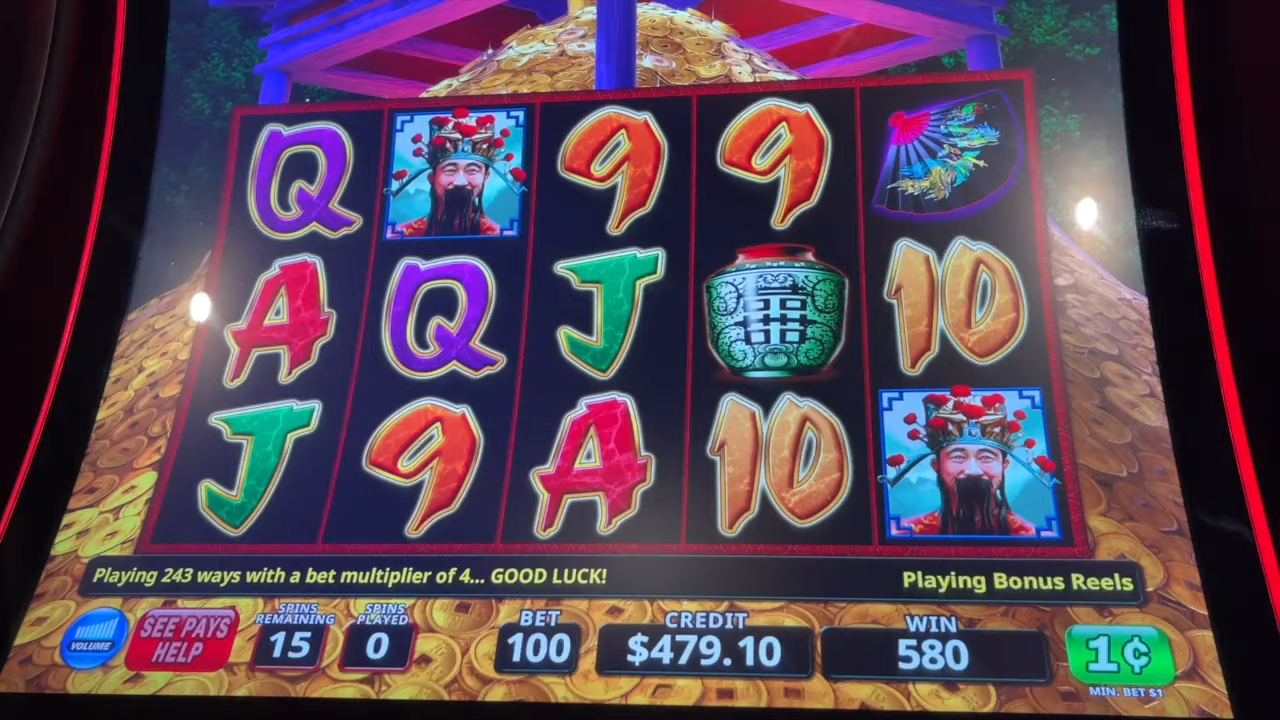 Q 9 9
A Q J 囍 10
J 9 A 10
Playing 243 ways with a bet multiplier of 4... GOOD LUCK!
Playing Bonus Reels
VOLUME
SEE PAYS
HELP
SPINS
REMAINING
15
SPINS
PLAYED
0
BET
100
CREDIT
$479.10
WIN
580
1¢
MIN. BET $1